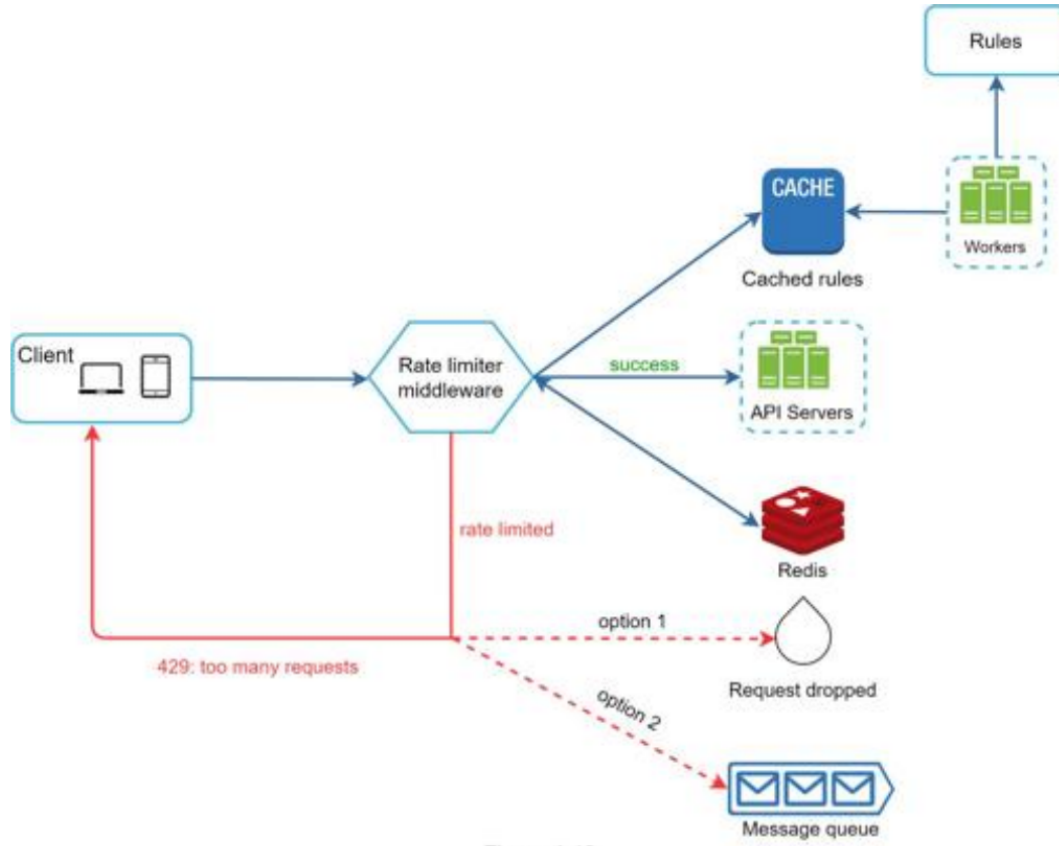 Rules
CACHE
Workers
Cached rules
Client
Rate limiter
middleware
success
API Servers
rate limited
Redis
option 1
429: too many requests
Request dropped
option 2
Message queue